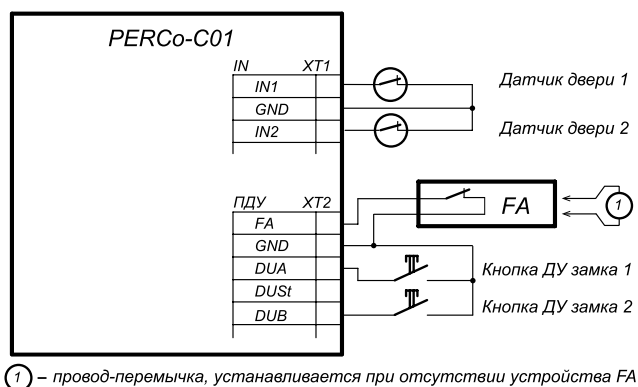 PERCo-C01
IN XT1
IN1
GND
IN2
Датчик двери 1
Датчик двери 2
ПДУ XT2
FA
GND
DUA
DUSt
DUB
FA
1
Кнопка ДУ замка 1
Кнопка ДУ замка 2
1 – провод-перемычка, устанавливается при отсутствии устройства FA